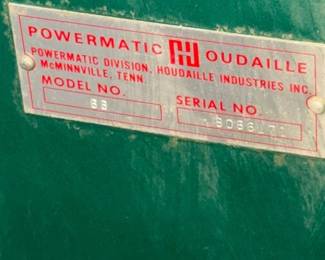 POWERMATIC HOUDAILLE
POWERMATIC DIVISION, HOUDAILLE INDUSTRIES INC.
McMINNVILLE, TENN
MODEL NO.
SERIAL NO.